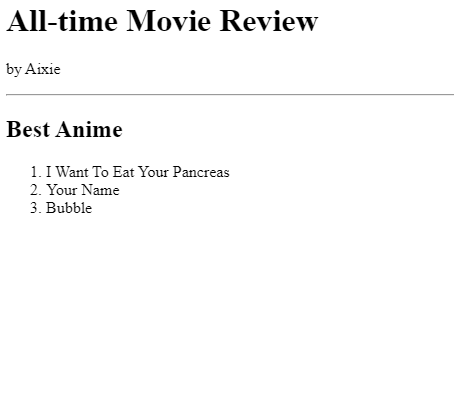 All-time Movie Review
by Aixie
Best Anime
1. I Want To Eat Your Pancreas
2. Your Name
3. Bubble